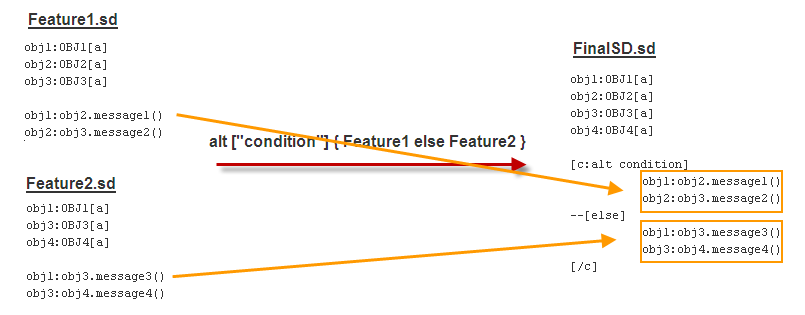 Feature1.sd
obj1:OBJ1[a]
obj2:OBJ2[a]
obj3:OBJ3[a]
obj1:obj2.message1()
obj2:obj3.message2()
Feature2.sd
obj1:OBJ1[a]
obj3:OBJ3[a]
obj4:OBJ4[a]
obj1:obj3.message3()
obj3:obj4.message4()
alt ["condition"] { Feature1 else Feature2 }
FinalSD.sd
obj1:OBJ1[a]
obj2:OBJ2[a]
obj3:OBJ3[a]
obj4:OBJ4[a]
[c:alt condition]
obj1:obj2.message1()
obj2:obj3.message2()
--[else]
obj1:obj3.message3()
obj3:obj4.message4()
[/c]